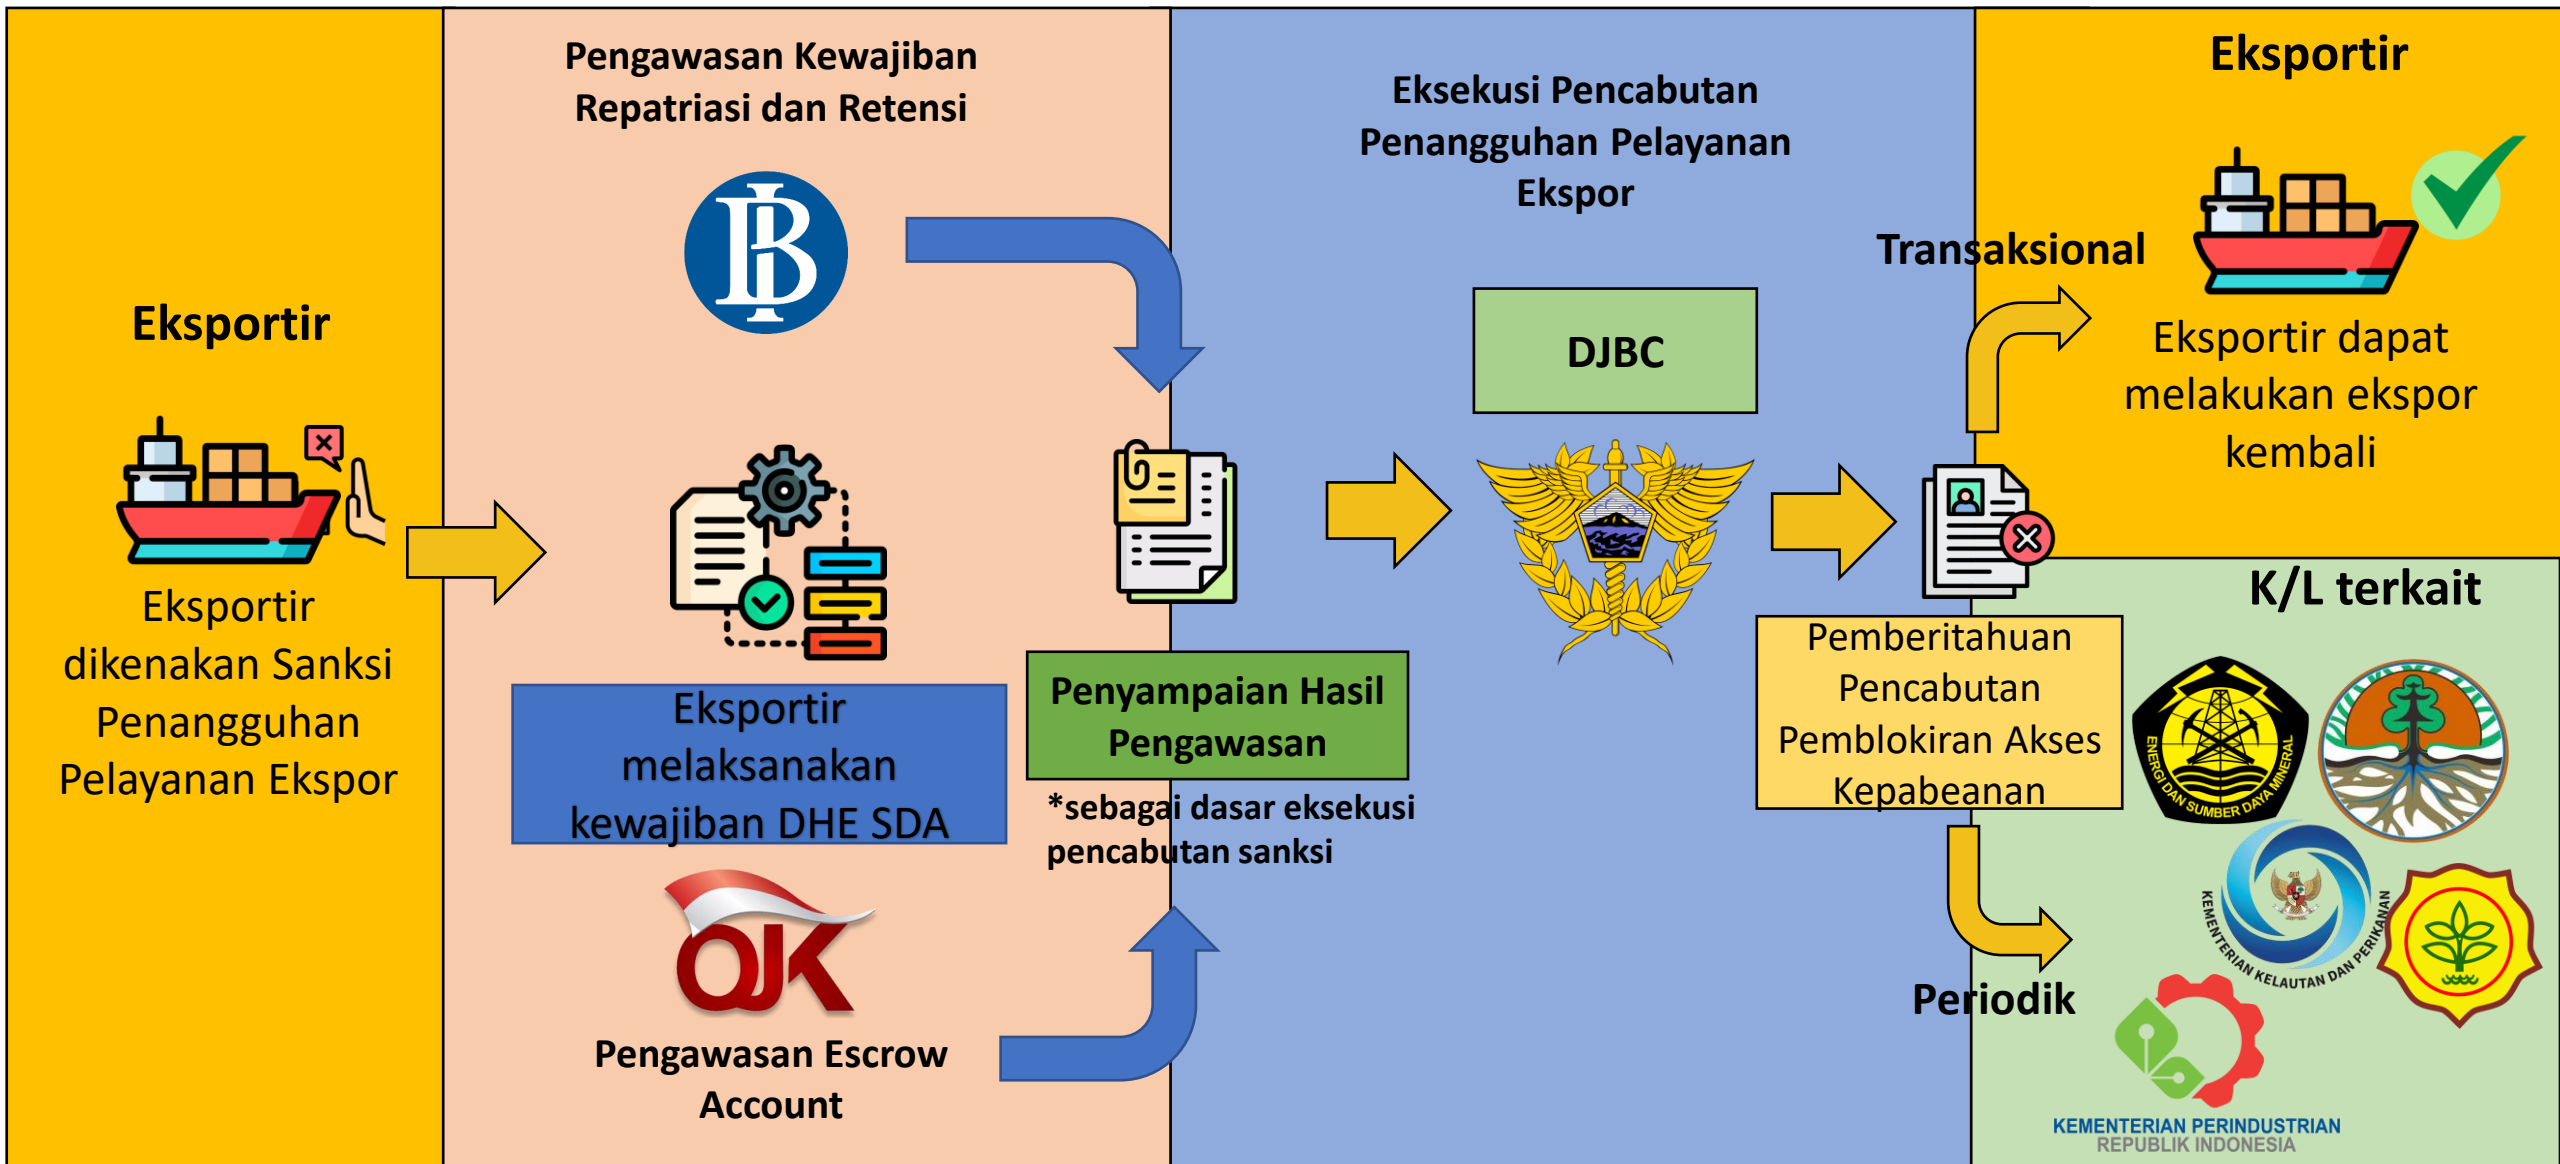 Eksportir
Eksportir
dikenakan Sanksi
Penangguhan
Pelayanan Ekspor
Pengawasan Kewajiban
Repatriasi dan Retensi
Eksportir
melaksanakan
kewajiban DHE SDA
OJK
Pengawasan Escrow
Account
Penyampaian Hasil
Pengawasan
*sebagai dasar eksekusi
pencabutan sanksi
Eksekusi Pencabutan
Penangguhan Pelayanan
Ekspor
DJBC
Pemberitahuan
Pencabutan
Pemblokiran Akses
Kepabeanan
Transaksional
Eksportir
Eksportir dapat
melakukan ekspor
kembali
Periodik
K/L terkait
ENERGI DAN SUMBER DAYA MINERAL
KEMENTERIAN KELAUTAN DAN PERIKANAN
KEMENTERIAN PERINDUSTRIAN
REPUBLIK INDONESIA